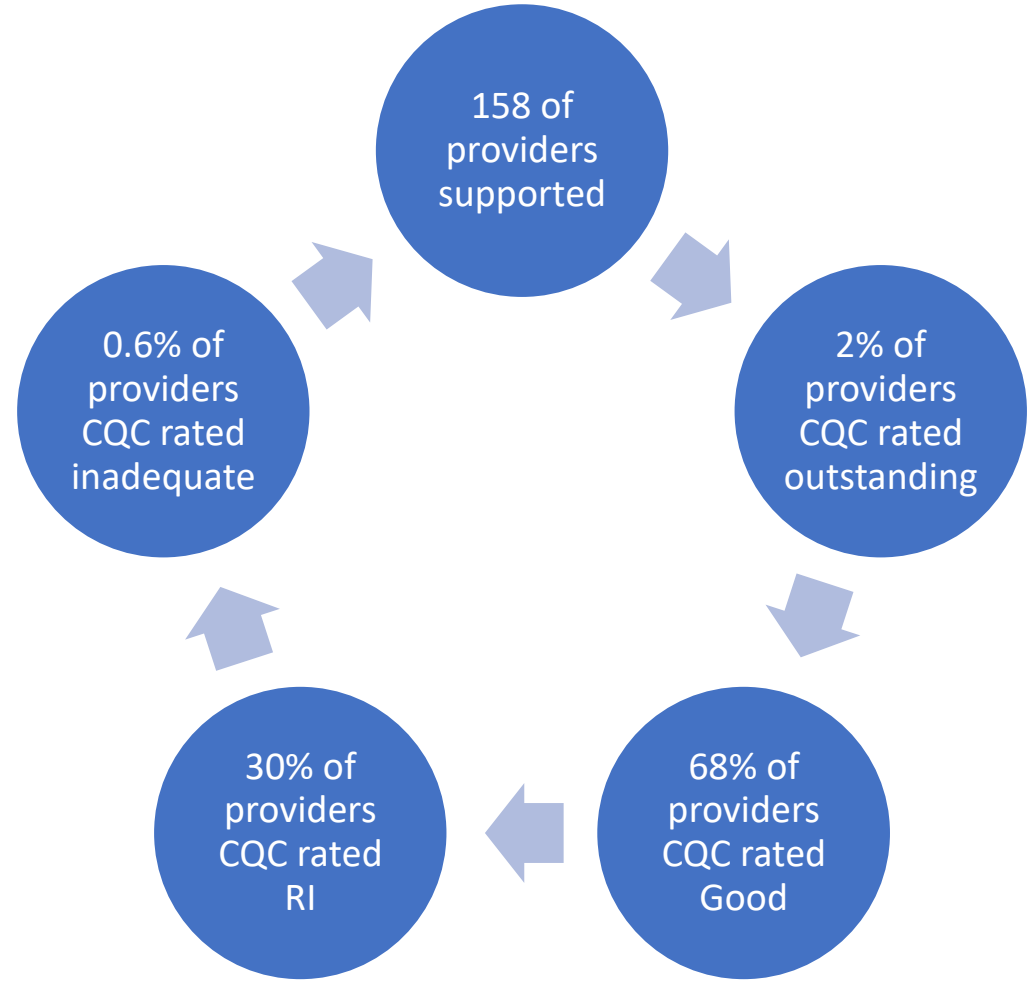 158 of
providers
supported
2% of
providers
CQC rated
outstanding
68% of
providers
CQC rated
Good
30% of
providers
CQC rated
RI
0.6% of
providers
CQC rated
inadequate